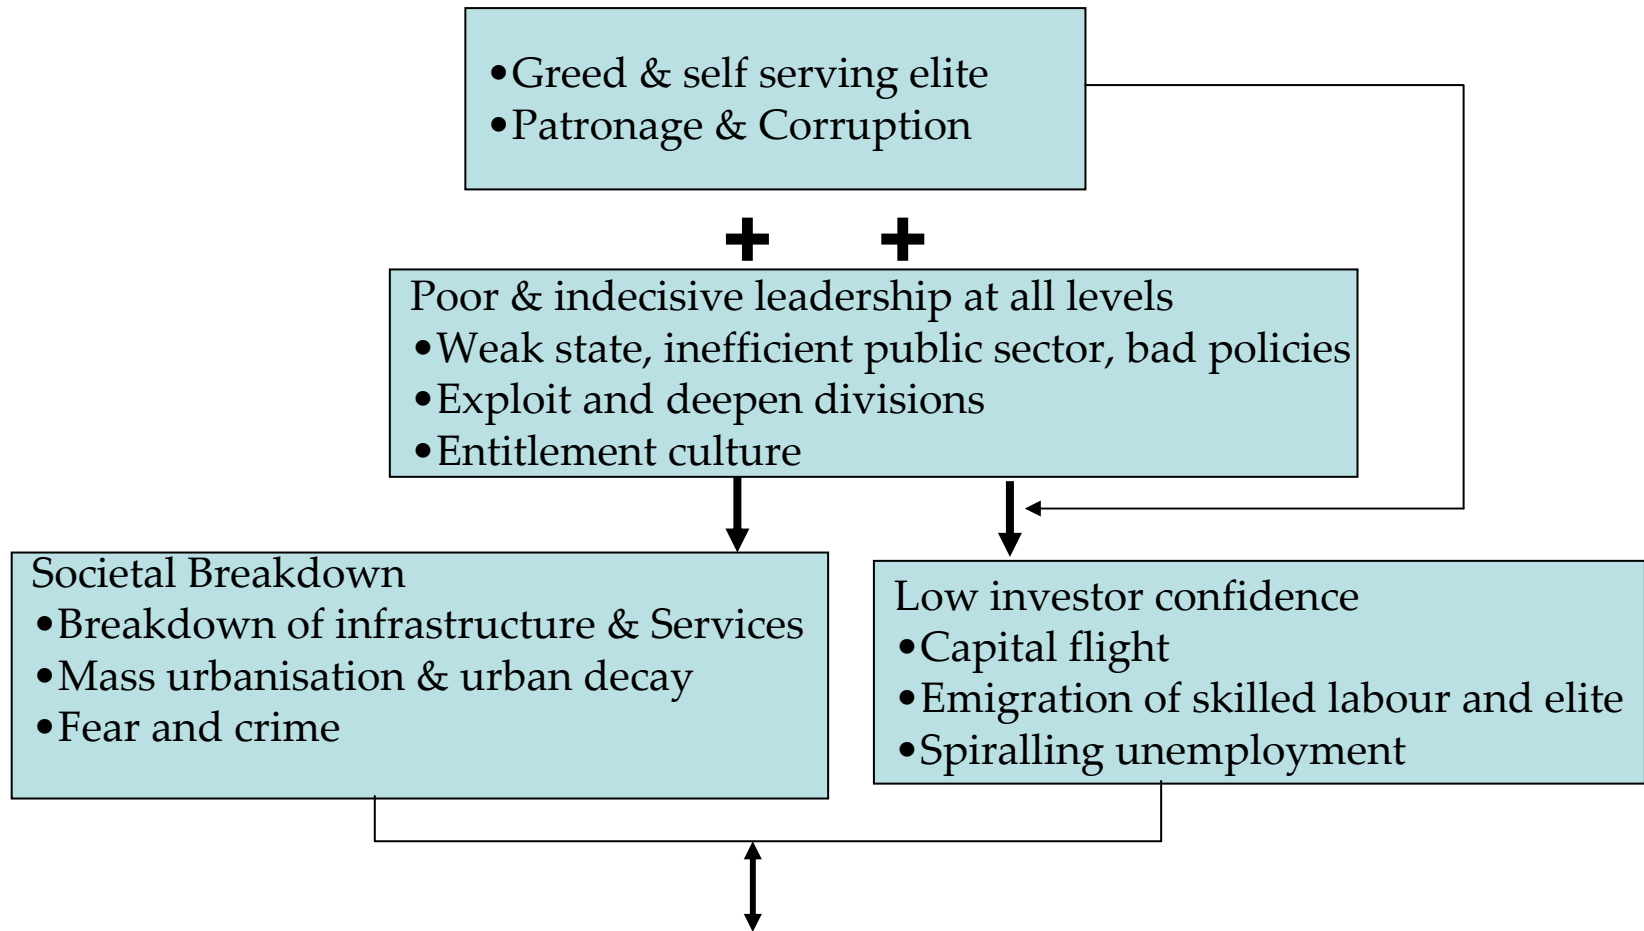 •Greed & self serving elite
•Patronage & Corruption
+ +
Poor & indecisive leadership at all levels
•Weak state, inefficient public sector, bad policies
•Exploit and deepen divisions
•Entitlement culture
Societal Breakdown
•Breakdown of infrastructure & Services
•Mass urbanisation & urban decay
•Fear and crime
Low investor confidence
•Capital flight
•Emigration of skilled labour and elite
•Spiralling unemployment